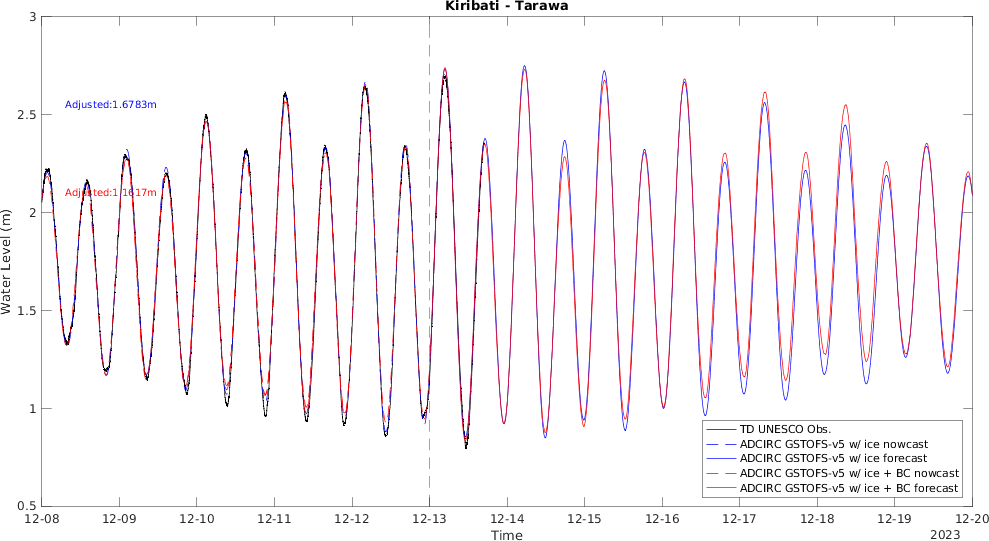 Kiribati - Tarawa
3
2.5
2
1.5
1
0.5
Water Level (m)
Adjusted:1.6783m
Adjusted:1.1617m
TD UNESCO Obs.
ADCIRC GSTOFS-v5 w/ ice nowcast
ADCIRC GSTOFS-v5 w/ ice forecast
ADCIRC GSTOFS-v5 w/ ice + BC nowcast
ADCIRC GSTOFS-v5 w/ ice + BC forecast
12-08 12-09 12-10 12-11 12-12 12-13 12-14 12-15 12-16 12-17 12-18 12-19 12-20
Time
2023